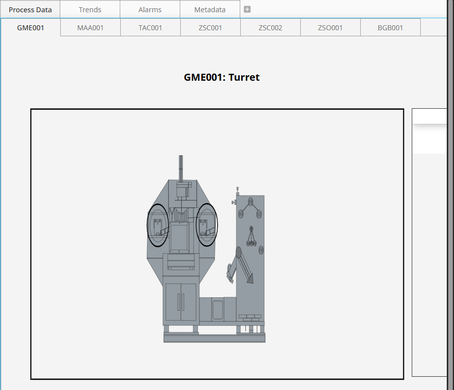 Process Data Trends Alarms Metadata
GME001 MAA001 TAC001 ZSC001 ZSC002 ZSO001 BGB001
GME001: Turret